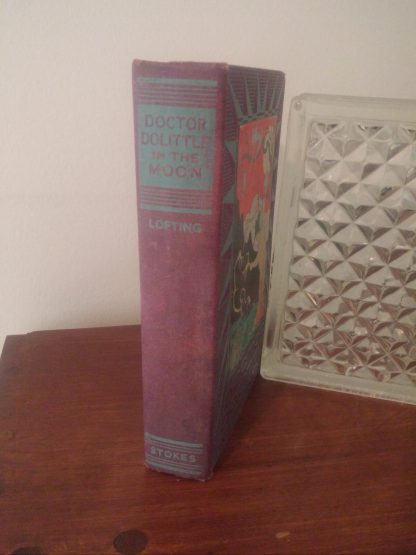 DOCTOR
DOLITTLE
IN THE
MOON
LOFTING
STOKES